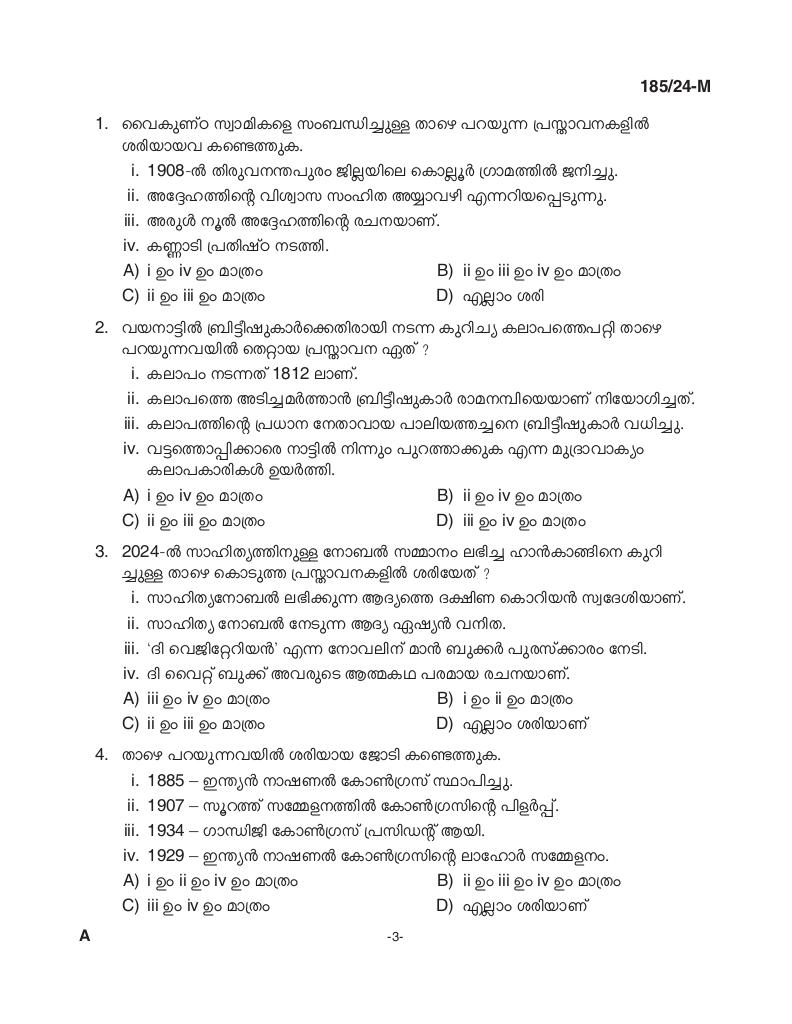 185/24-M
1. വൈകുണ്ഠ സ്വാമികളെ സംബന്ധിച്ചുള്ള താഴെ പറയുന്ന പ്രസ്താവനകളിൽ
ശരിയായവ കണ്ടെത്തുക.
i. 1908-ൽ തിരുവനന്തപുരം ജില്ലയിലെ കൊല്ലൂർ ഗ്രാമത്തിൽ ജനിച്ചു.
ii. അദ്ദേഹത്തിന്റെ വിശ്വാസ സംഹിത അയ്യാവഴി എന്നറിയപ്പെടുന്നു.
iii. അരുൾ നൂൽ അദ്ദേഹത്തിന്റെ രചനയാണ്.
iv. കണ്ണാടി പ്രതിഷ്ഠ നടത്തി.
A) i ഉം iv ഉം മാത്രം B) ii ഉം iii ഉം iv ഉം മാത്രം
C) ii ഉം iii ഉം മാത്രം D) എല്ലാം ശരി
2. വയനാട്ടിൽ ബ്രിട്ടീഷുകാർക്കെതിരായി നടന്ന കുറിച്യ കലാപത്തെപറ്റി താഴെ
പറയുന്നവയിൽ തെറ്റായ പ്രസ്താവന ഏത് ?
i. കലാപം നടന്നത് 1812 ലാണ്.
ii. കലാപത്തെ അടിച്ചമർത്താൻ ബ്രിട്ടീഷുകാർ രാമനമ്പിയെയാണ് നിയോഗിച്ചത്.
iii. കലാപത്തിന്റെ പ്രധാന നേതാവായ പാലിയത്തച്ചനെ ബ്രിട്ടീഷുകാർ വധിച്ചു.
iv. വട്ടത്തൊപ്പിക്കാരെ നാട്ടിൽ നിന്നും പുറത്താക്കുക എന്ന മുദ്രാവാക്യം
കലാപകാരികൾ ഉയർത്തി.
A) i ഉം iv ഉം മാത്രം B) ii ഉം iv ഉം മാത്രം
C) ii ഉം iii ഉം മാത്രം D) iii ഉം iv ഉം മാത്രം
3. 2024-ൽ സാഹിത്യത്തിനുള്ള നോബൽ സമ്മാനം ലഭിച്ച ഹാൻകാങ്ങിനെ കുറി
ച്ചുള്ള താഴെ കൊടുത്ത പ്രസ്താവനകളിൽ ശരിയേത് ?
i. സാഹിത്യനോബൽ ലഭിക്കുന്ന ആദ്യത്തെ ദക്ഷിണ കൊറിയൻ സ്വദേശിയാണ്.
ii. സാഹിത്യ നോബൽ നേടുന്ന ആദ്യ ഏഷ്യൻ വനിത.
iii. ‘ദി വെജിറ്റേറിയൻ’ എന്ന നോവലിന് മാൻ ബുക്കർ പുരസ്ക്കാരം നേടി.
iv. ദി വൈറ്റ് ബുക്ക് അവരുടെ ആത്മകഥ പരമായ രചനയാണ്.
A) iii ഉം iv ഉം മാത്രം B) i ഉം ii ഉം മാത്രം
C) ii ഉം iii ഉം മാത്രം D) എല്ലാം ശരിയാണ്
4. താഴെ പറയുന്നവയിൽ ശരിയായ ജോടി കണ്ടെത്തുക.
i. 1885 – ഇന്ത്യൻ നാഷണൽ കോൺഗ്രസ് സ്ഥാപിച്ചു.
ii. 1907 – സൂറത്ത് സമ്മേളനത്തിൽ കോൺഗ്രസിന്റെ പിളർപ്പ്.
iii. 1934 – ഗാന്ധിജി കോൺഗ്രസ് പ്രസിഡന്റ് ആയി.
iv. 1929 – ഇന്ത്യൻ നാഷണൽ കോൺഗ്രസിന്റെ ലാഹോർ സമ്മേളനം.
A) i ഉം ii ഉം iv ഉം മാത്രം B) ii ഉം iii ഉം iv ഉം മാത്രം
C) iii ഉം iv ഉം മാത്രം D) എല്ലാം ശരിയാണ്
A -3-